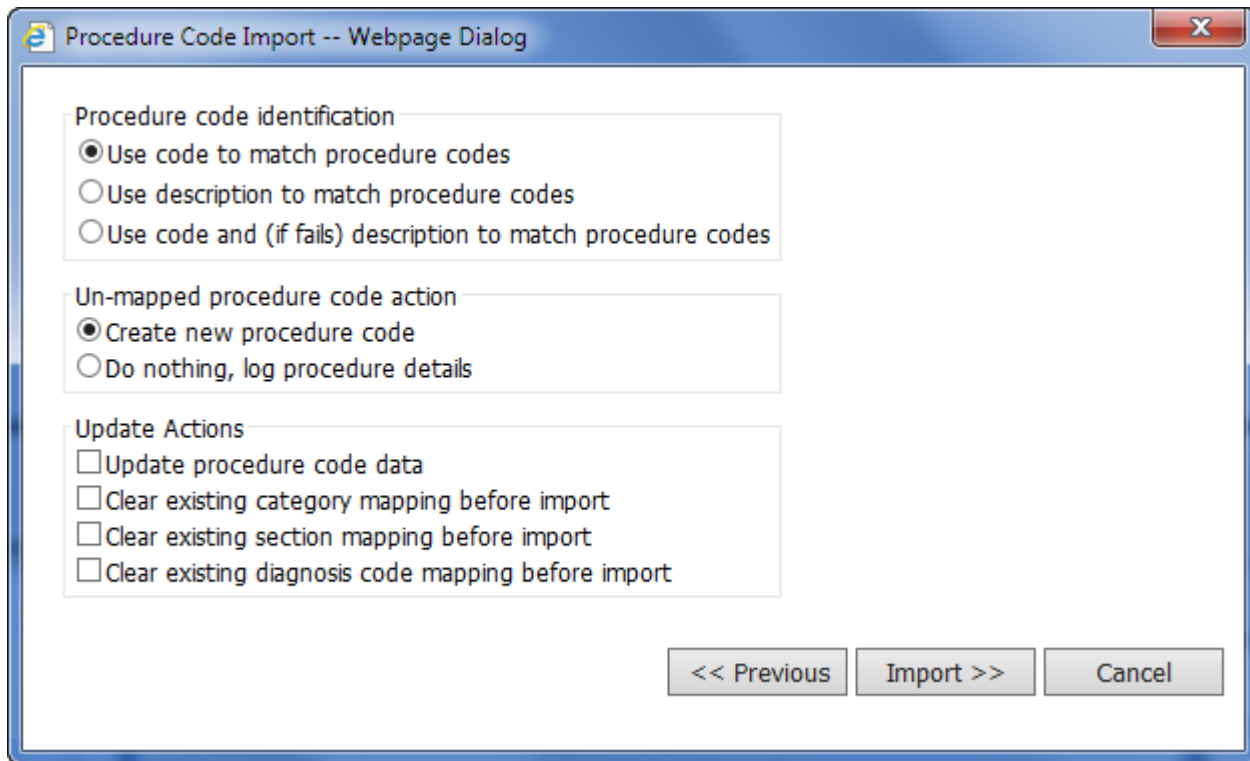 Procedure Code Import -- Webpage Dialog
Procedure code identification
Use code to match procedure codes
Use description to match procedure codes
Use code and (if fails) description to match procedure codes
Un-mapped procedure code action
Create new procedure code
Do nothing, log procedure details
Update Actions
Update procedure code data
Clear existing category mapping before import
Clear existing section mapping before import
Clear existing diagnosis code mapping before import
<< Previous Import >> Cancel